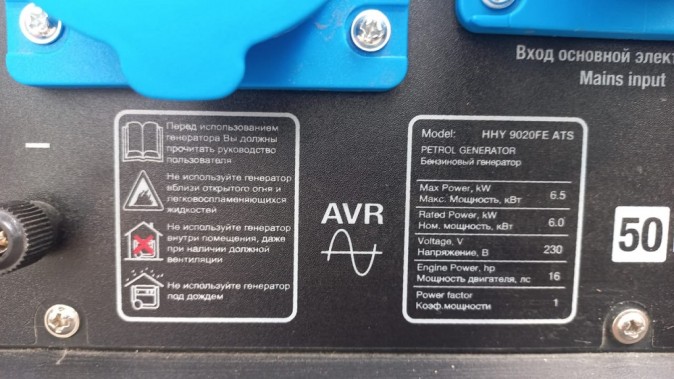 Вход основной элект
Mains input
Перед использованием
генератора Вы должны
прочитать руководство
пользователя
Не используйте генератор
вблизи открытого огня и
легковоспламеняющихся
жидкостей
Не используйте генератор
внутри помещения, даже
при наличии должной
вентиляции
Не используйте генератор
под дождем
AVR
Model: HHY 9020FE ATS
PETROL GENERATOR
Бензиновый генератор
Max Power, kW
Макс. Мощность, кВт 6.5
Rated Power, kW
Ном. мощность, кВт 6.0
Voltage, V
Напряжение, В 230
Engine Power, hp
Мощность двигателя, лс 16
Power factor
Коэф.мощности 1
50